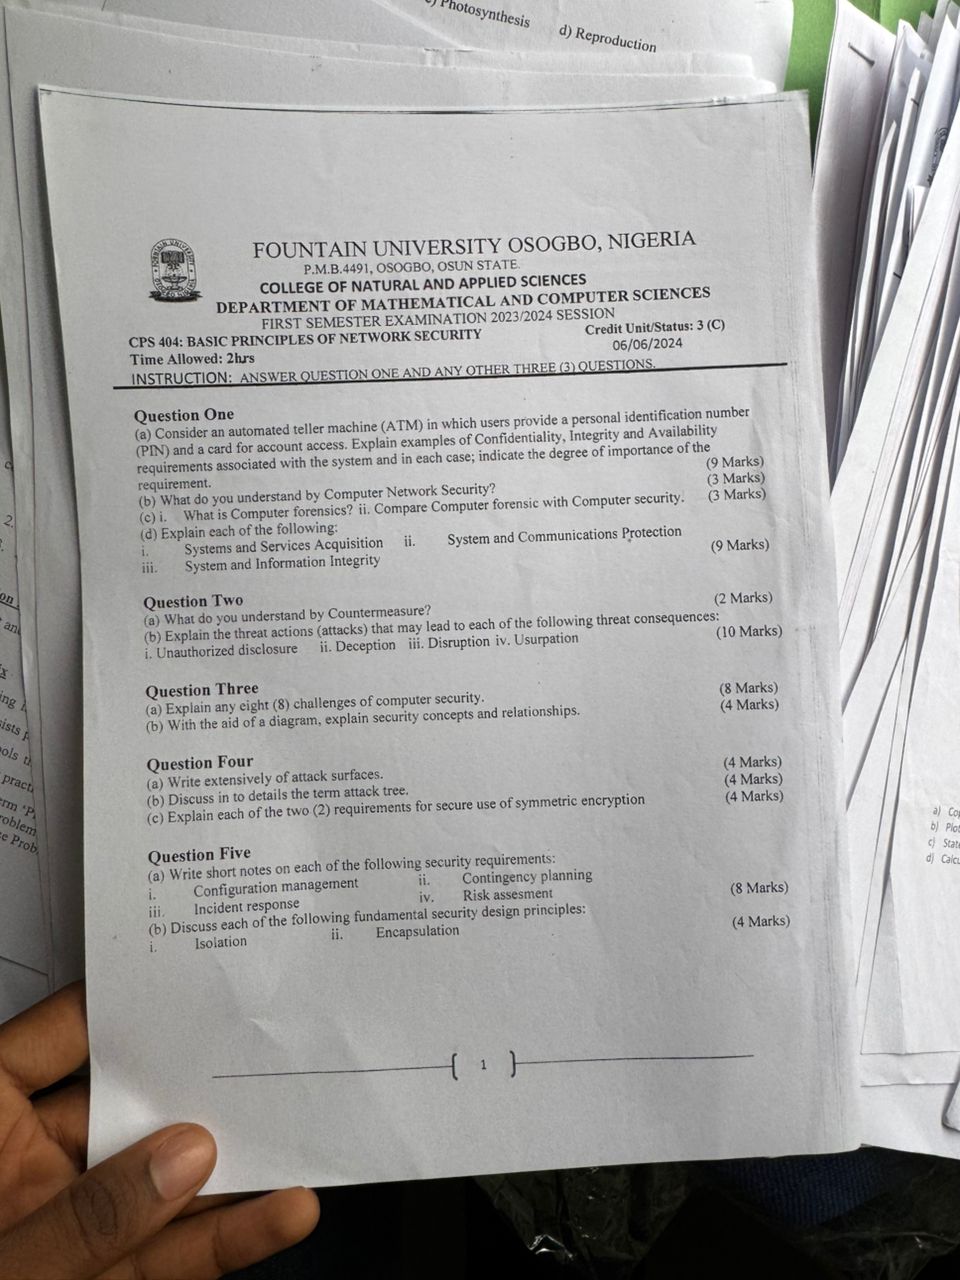 Photosynthesis
d) Reproduction
FOUNTAIN UNIVERSITY OSOGBO, NIGERIA
P.M.B.4491, OSOGBO, OSUN STATE.
COLLEGE OF NATURAL AND APPLIED SCIENCES
DEPARTMENT OF MATHEMATICAL AND COMPUTER SCIENCES
FIRST SEMESTER EXAMINATION 2023/2024 SESSION
CPS 404: BASIC PRINCIPLES OF NETWORK SECURITY Credit Unit/Status: 3 (C)
Time Allowed: 2hrs 06/06/2024
INSTRUCTION: ANSWER QUESTION ONE AND ANY OTHER THREE (3) QUESTIONS.
Question One
(a) Consider an automated teller machine (ATM) in which users provide a personal identification number
(PIN) and a card for account access. Explain examples of Confidentiality, Integrity and Availability
requirements associated with the system and in each case; indicate the degree of importance of the
requirement. (9 Marks)
(b) What do you understand by Computer Network Security? (3 Marks)
(c) i. What is Computer forensics? ii. Compare Computer forensic with Computer security. (3 Marks)
(d) Explain each of the following:
i. Systems and Services Acquisition ii. System and Communications Protection
iii. System and Information Integrity (9 Marks)
Question Two
(a) What do you understand by Countermeasure? (2 Marks)
(b) Explain the threat actions (attacks) that may lead to each of the following threat consequences:
i. Unauthorized disclosure ii. Deception iii. Disruption iv. Usurpation (10 Marks)
Question Three
(a) Explain any eight (8) challenges of computer security. (8 Marks)
(b) With the aid of a diagram, explain security concepts and relationships. (4 Marks)
Question Four
(a) Write extensively of attack surfaces. (4 Marks)
(b) Discuss in to details the term attack tree. (4 Marks)
(c) Explain each of the two (2) requirements for secure use of symmetric encryption (4 Marks)
Question Five
(a) Write short notes on each of the following security requirements:
i. Configuration management ii. Contingency planning
iii. Incident response iv. Risk assesment (8 Marks)
(b) Discuss each of the following fundamental security design principles:
i. Isolation ii. Encapsulation (4 Marks)
{ 1 }
a)
b)
c)
d)